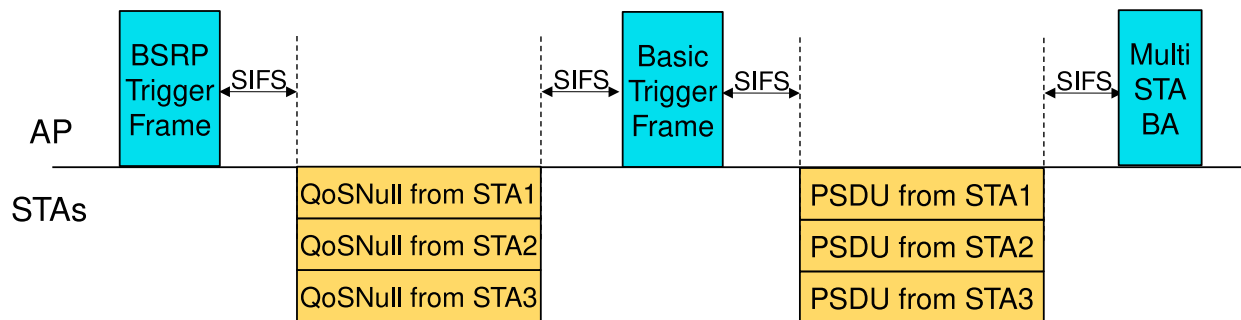 BSRP
Trigger
Frame
SIFS
SIFS
Basic
Trigger
Frame
SIFS
SIFS
Multi
STA
BA
AP
STAs
QoSNull from STA1
QoSNull from STA2
QoSNull from STA3
PSDU from STA1
PSDU from STA2
PSDU from STA3